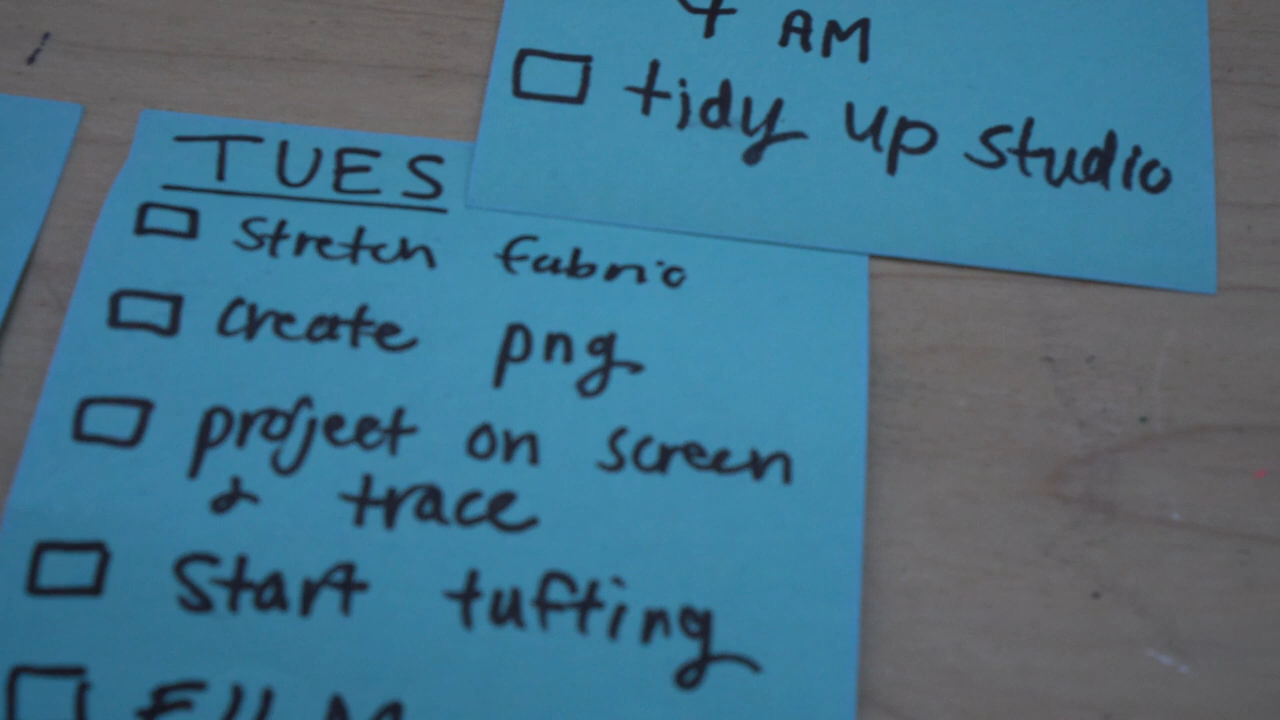 AM
tidy up studio
TUES
stretch fabric
create png
project on screen
& trace
Start tufting